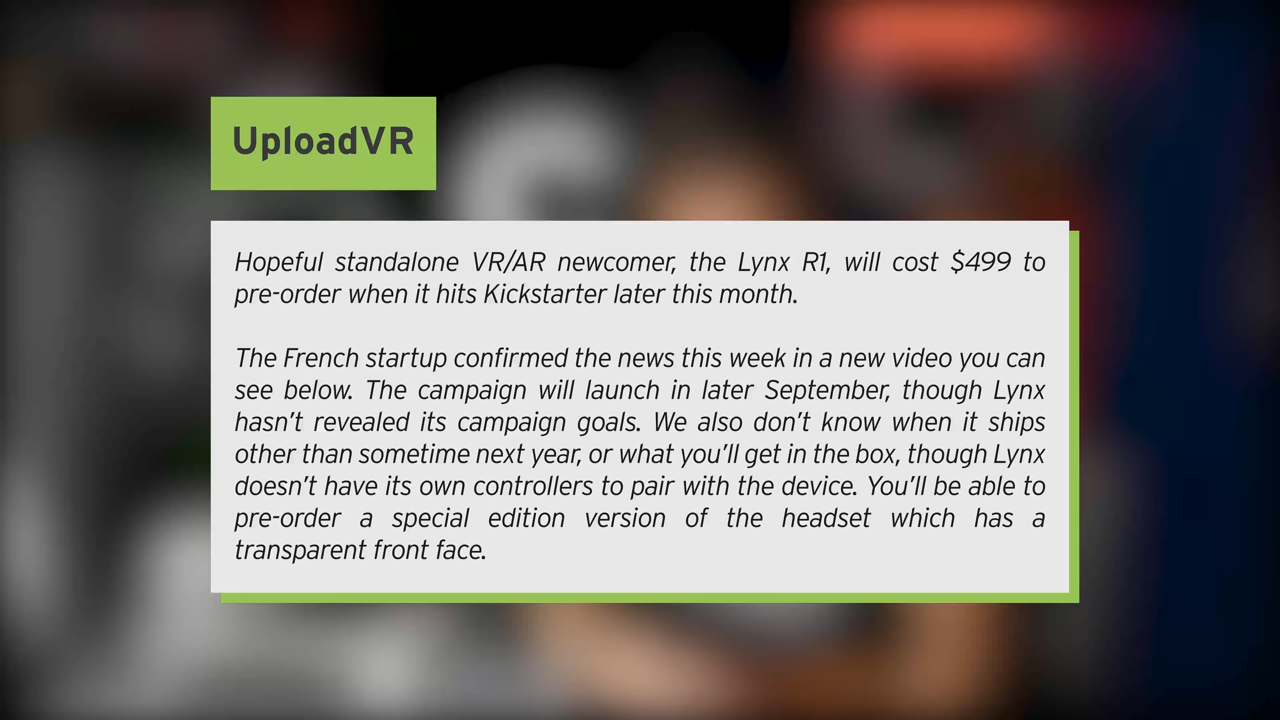 UploadVR
Hopeful standalone VR/AR newcomer, the Lynx R1, will cost $499 to
pre-order when it hits Kickstarter later this month.
The French startup confirmed the news this week in a new video you can
see below. The campaign will launch in later September, though Lynx
hasn't revealed its campaign goals. We also don't know when it ships
other than sometime next year, or what you'll get in the box, though Lynx
doesn't have its own controllers to pair with the device. You'll be able to
pre-order a special edition version of the headset which has a
transparent front face.